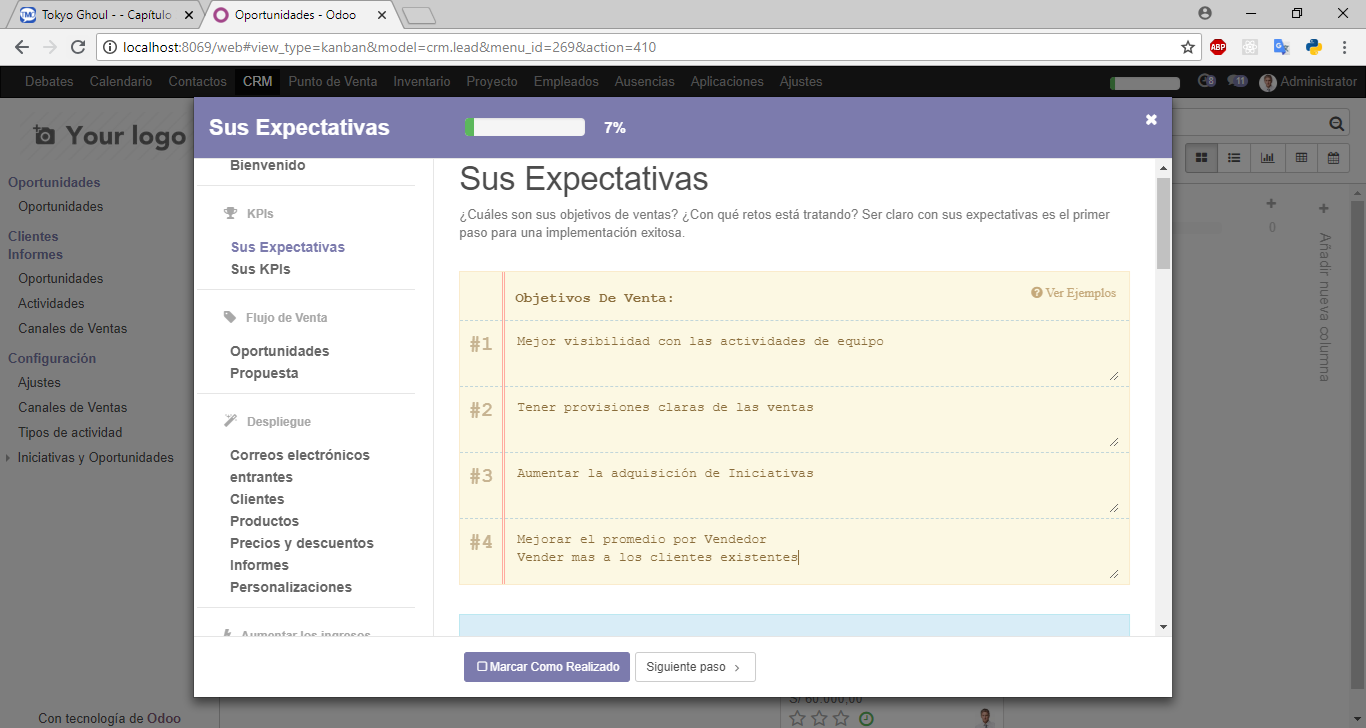 Tokyo Ghoul - - Capítulo
Oportunidades - Odoo
localhost:8069/web#view_type=kanban&model=crm.lead&menu_id=269&action=410
ABP
Debates Calendario Contactos CRM Punto de Venta Inventario Proyecto Empleados Ausencias Aplicaciones Ajustes
8 11 Administrator
Your logo
Oportunidades
Oportunidades
Clientes
Informes
Oportunidades
Actividades
Canales de Ventas
Configuración
Ajustes
Canales de Ventas
Tipos de actividad
Iniciativas y Oportunidades
Con tecnología de Odoo
Sus Expectativas 7%
Bienvenido
KPIs
Sus Expectativas
Sus KPIs
Flujo de Venta
Oportunidades
Propuesta
Despliegue
Correos electrónicos
entrantes
Clientes
Productos
Precios y descuentos
Informes
Personalizaciones
Aumentar los ingresos
Sus Expectativas
¿Cuáles son sus objetivos de ventas? ¿Con qué retos está tratando? Ser claro con sus expectativas es el primer
paso para una implementación exitosa.
Objetivos De Venta:
Ver Ejemplos
#1 Mejor visibilidad con las actividades de equipo
#2 Tener provisiones claras de las ventas
#3 Aumentar la adquisición de Iniciativas
#4 Mejorar el promedio por Vendedor
Vender mas a los clientes existentes
Marcar Como Realizado
Siguiente paso
0
Añadir nueva columna
S/ 60.000,00